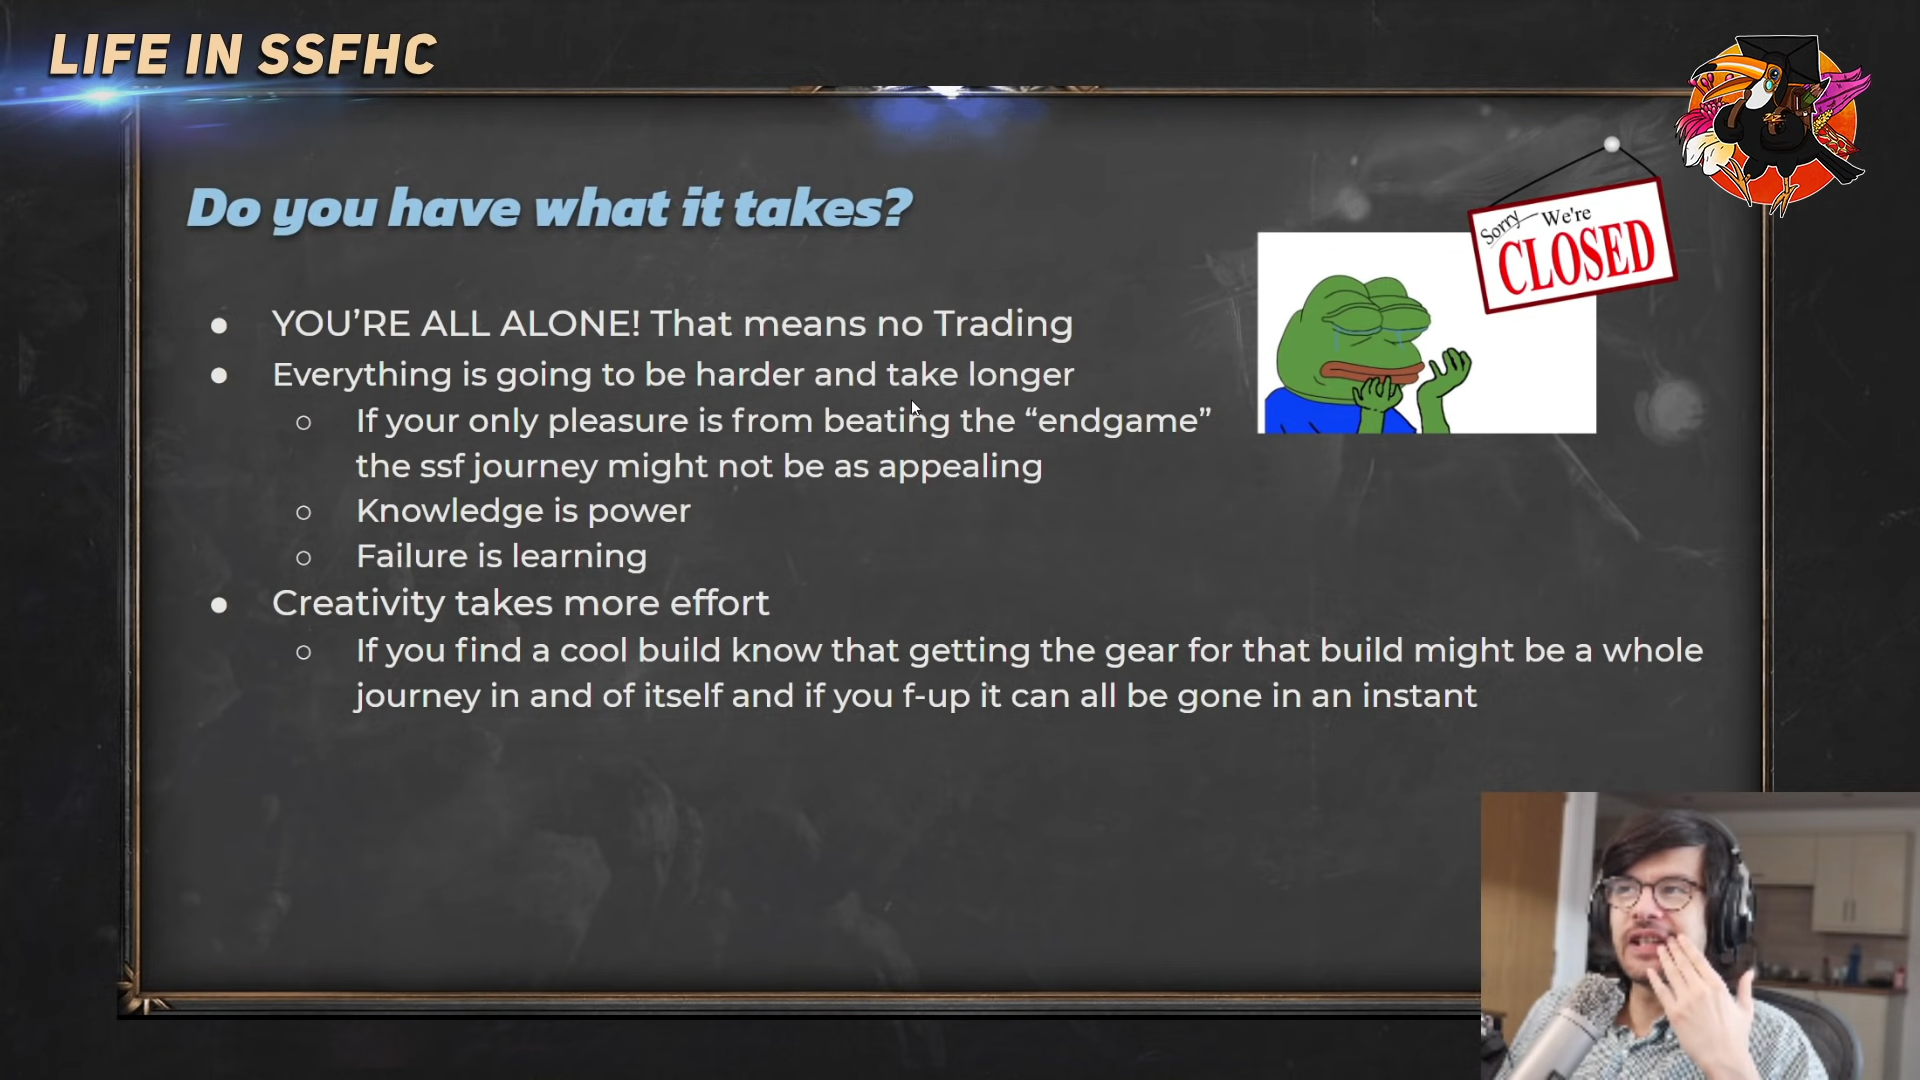 LIFE IN SSFHC
Do you have what it takes?
Sorry We're
CLOSED
● YOU’RE ALL ALONE! That means no Trading
● Everything is going to be harder and take longer
○ If your only pleasure is from beating the “endgame”
the ssf journey might not be as appealing
○ Knowledge is power
○ Failure is learning
● Creativity takes more effort
○ If you find a cool build know that getting the gear for that build might be a whole
journey in and of itself and if you f-up it can all be gone in an instant